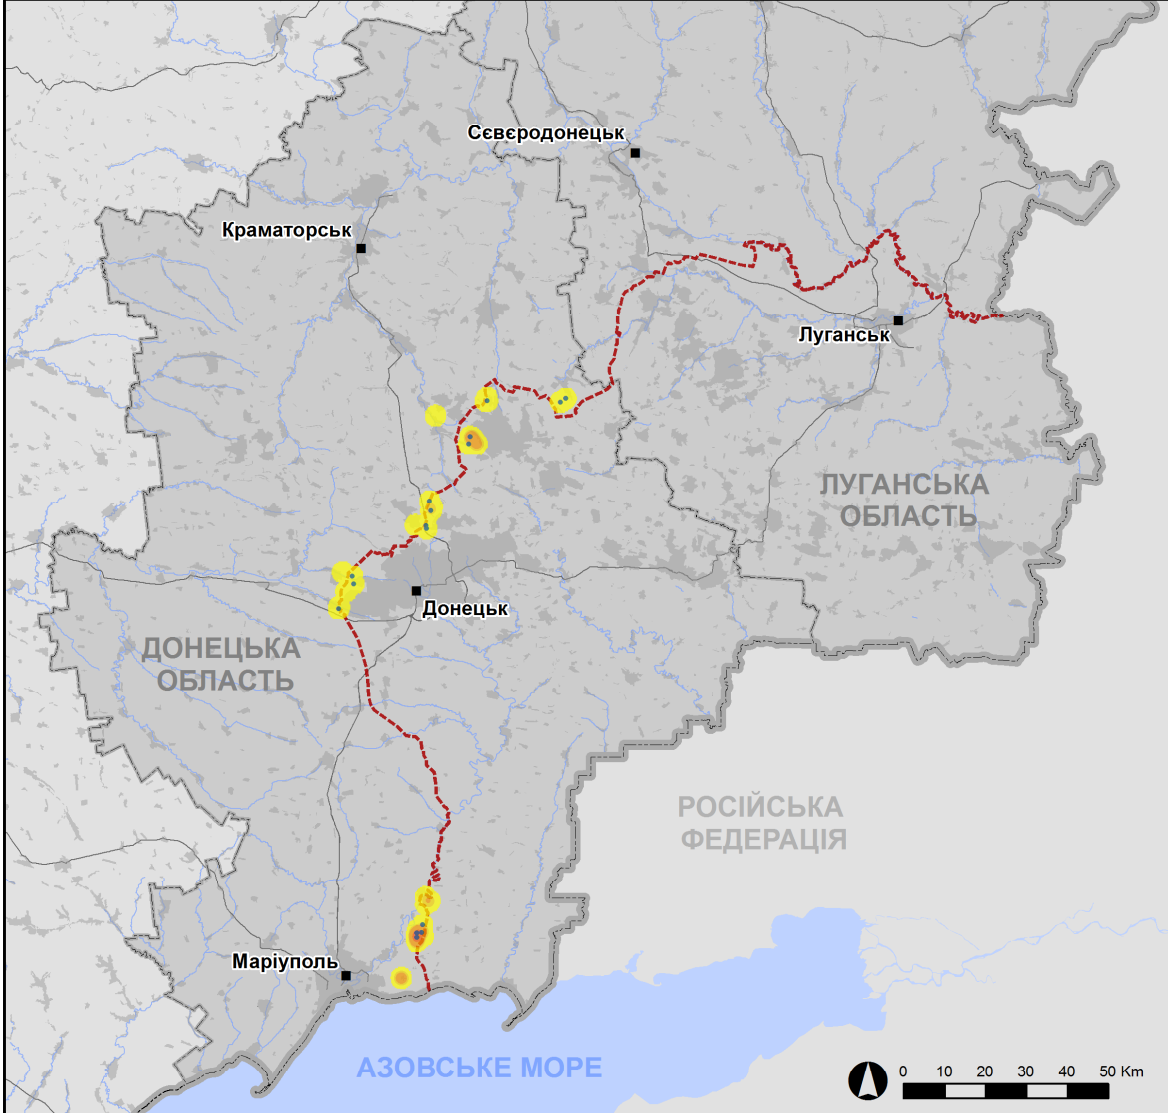 Сєвєродонецьк
Краматорськ
Луганськ
ЛУГАНСЬКА
ОБЛАСТЬ
Донецьк
ДОНЕЦЬКА
ОБЛАСТЬ
РОСІЙСЬКА
ФЕДЕРАЦІЯ
Маріуполь
АЗОВСЬКЕ МОРЕ
0 10 20 30 40 50 Km